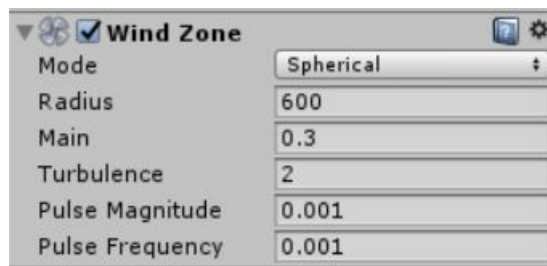 Wind Zone
Mode Spherical
Radius 600
Main 0.3
Turbulence 2
Pulse Magnitude 0.001
Pulse Frequency 0.001